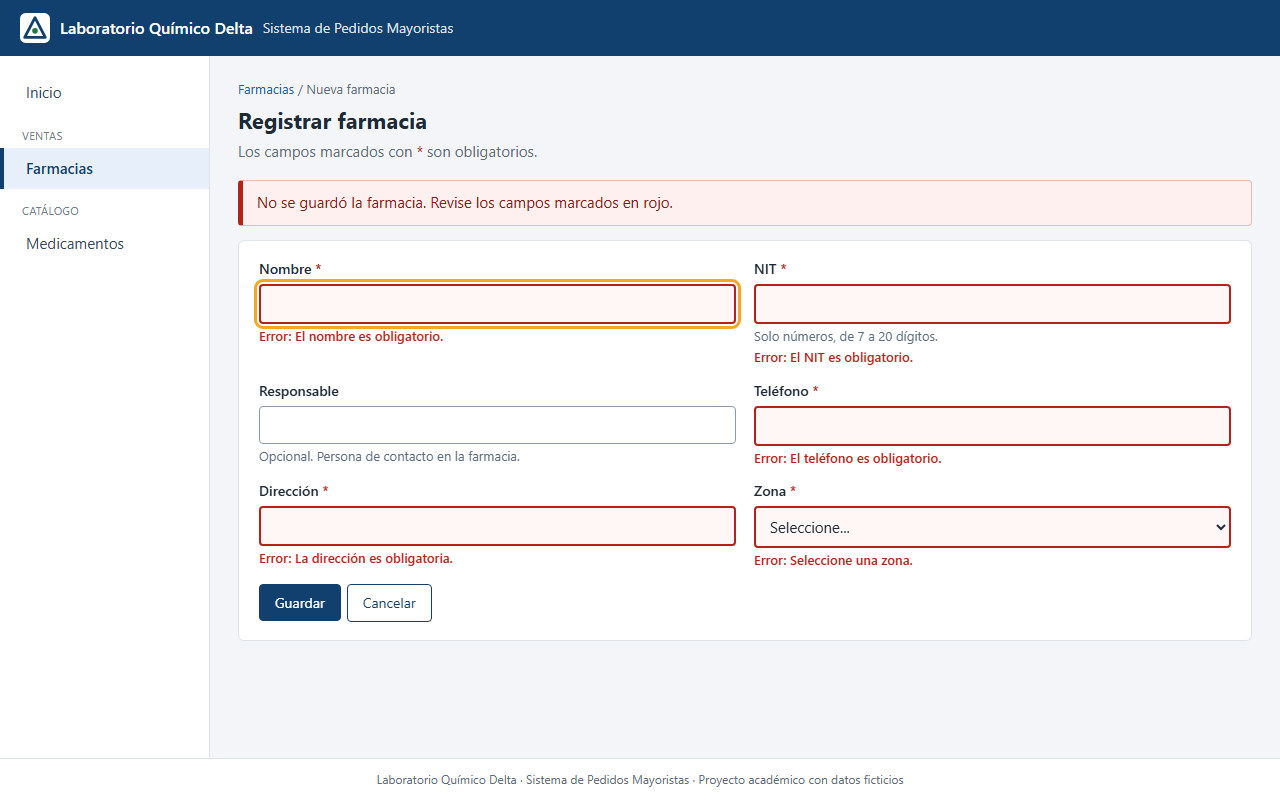 Laboratorio Químico Delta Sistema de Pedidos Mayoristas
Inicio
VENTAS
Farmacias
CATÁLOGO
Medicamentos
Farmacias / Nueva farmacia
Registrar farmacia
Los campos marcados con * son obligatorios.
No se guardó la farmacia. Revise los campos marcados en rojo.
Nombre *
Error: El nombre es obligatorio.
NIT *
Solo números, de 7 a 20 dígitos.
Error: El NIT es obligatorio.
Responsable
Opcional. Persona de contacto en la farmacia.
Teléfono *
Error: El teléfono es obligatorio.
Dirección *
Error: La dirección es obligatoria.
Zona *
Seleccione...
Error: Seleccione una zona.
Guardar
Cancelar
Laboratorio Químico Delta · Sistema de Pedidos Mayoristas · Proyecto académico con datos ficticios